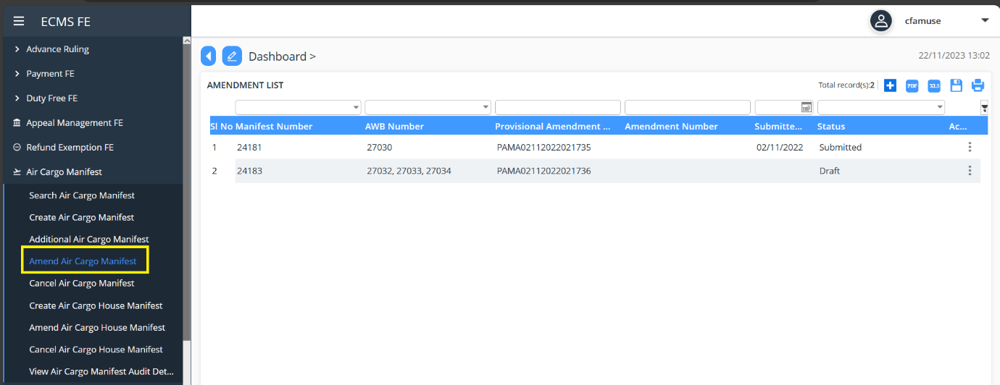 ECMS FE
cfamuse
Advance Ruling
Payment FE
Duty Free FE
Appeal Management FE
Refund Exemption FE
Air Cargo Manifest
Search Air Cargo Manifest
Create Air Cargo Manifest
Additional Air Cargo Manifest
Amend Air Cargo Manifest
Cancel Air Cargo Manifest
Create Air Cargo House Manifest
Amend Air Cargo House Manifest
Cancel Air Cargo House Manifest
View Air Cargo Manifest Audit Det...
Dashboard > 22/11/2023 13:02
AMENDMENT LIST Total record(s):2 PDF XLS
Sl No Manifest Number AWB Number Provisional Amendment ... Amendment Number Submitte... Status Ac...
1 24181 27030 PAMA02112022021735 02/11/2022 Submitted
2 24183 27032, 27033, 27034 PAMA02112022021736 Draft